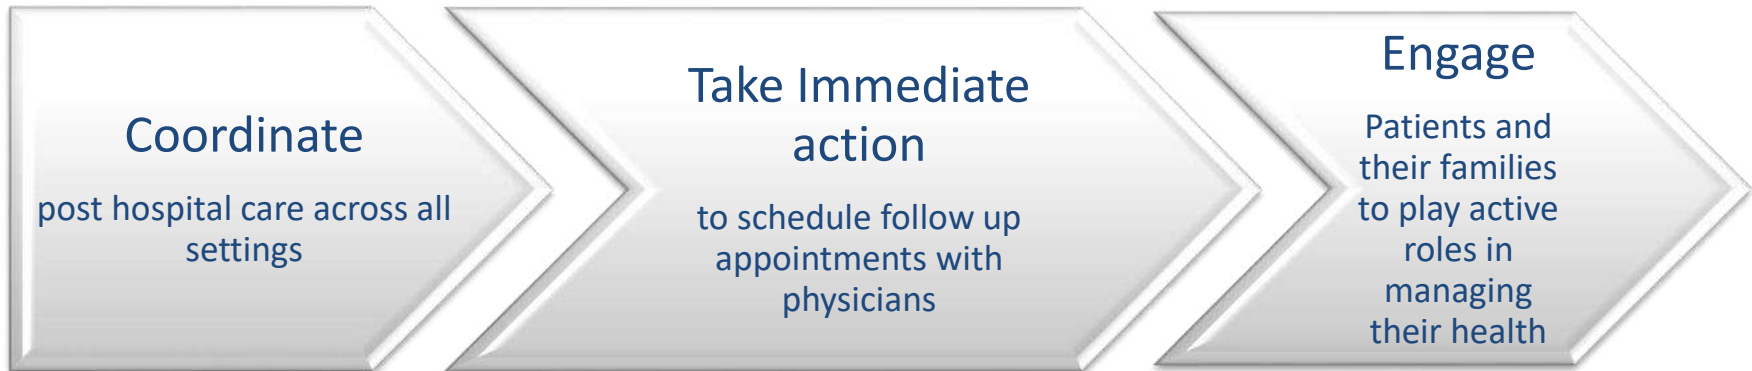 Coordinate
post hospital care across all
settings
Take Immediate
action
to schedule follow up
appointments with
physicians
Engage
Patients and
their families
to play active
roles in
managing
their health